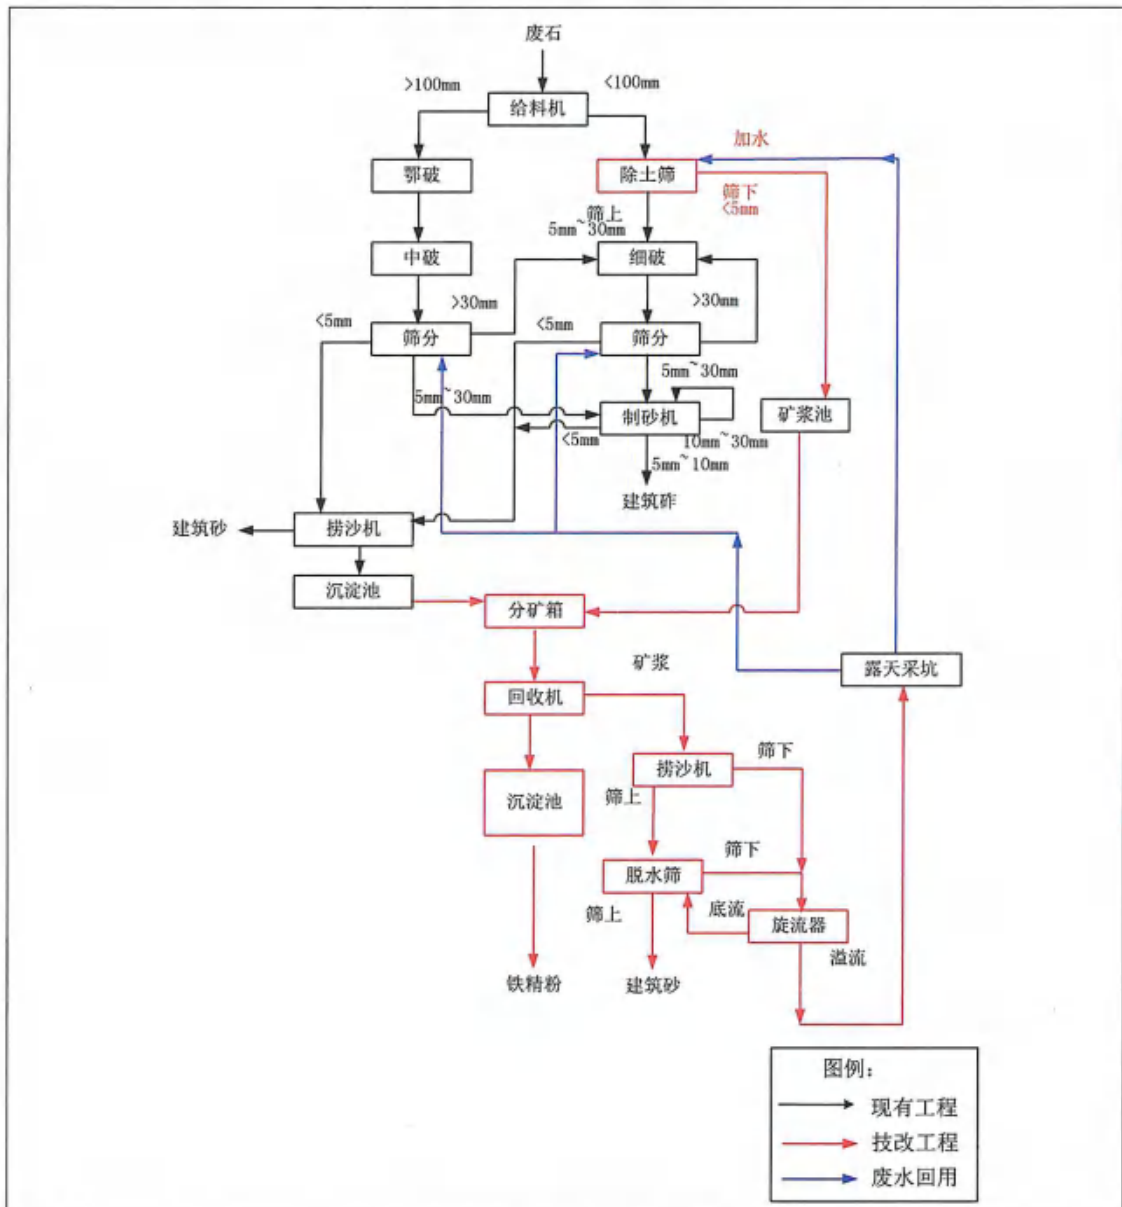 废石
>100mm
<100mm
给料机
加水
鄂破
除土筛
筛下
<5mm
筛上
5mm~30mm
中破
细破
>30mm
>30mm
<5mm
<5mm
筛分
筛分
5mm~30mm
5mm~30mm
制砂机
矿浆池
<5mm
10mm~30mm
5mm~10mm
建筑砟
建筑砂
捞沙机
沉淀池
分矿箱
矿浆
露天采坑
回收机
捞沙机
筛下
沉淀池
筛上
筛下
脱水筛
筛上
底流
旋流器
溢流
铁精粉
建筑砂
图例：
现有工程
技改工程
废水回用